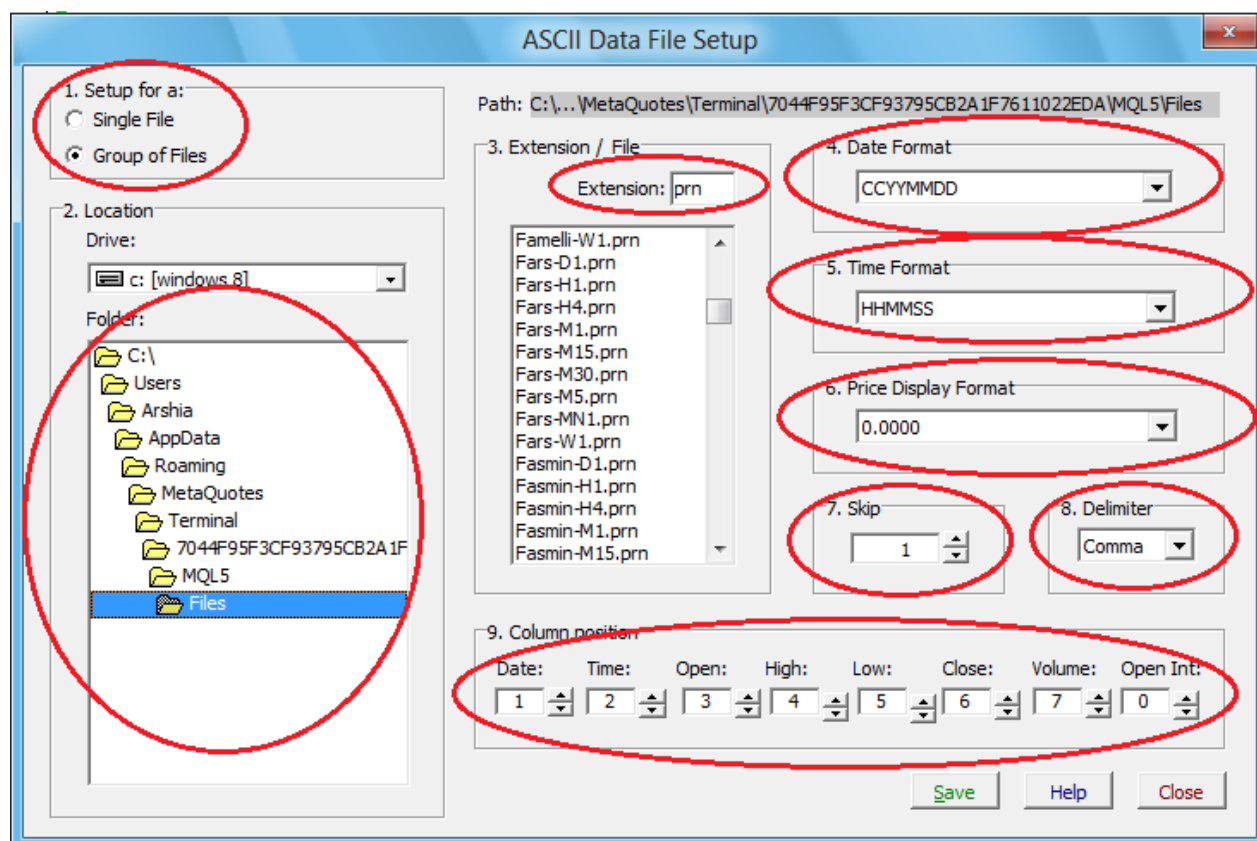 ASCII Data File Setup
x
1. Setup for a:
Single File
Group of Files
Path: C:\...\MetaQuotes\Terminal\7044F95F3CF93795CB2A1F7611022EDA\MQL5\Files
2. Location
Drive:
c: [windows 8]
Folder:
C:\
Users
Arshia
AppData
Roaming
MetaQuotes
Terminal
7044F95F3CF93795CB2A1F
MQL5
Files
3. Extension / File
Extension: prn
Famelli-W1.prn
Fars-D1.prn
Fars-H1.prn
Fars-H4.prn
Fars-M1.prn
Fars-M15.prn
Fars-M30.prn
Fars-M5.prn
Fars-MN1.prn
Fars-W1.prn
Fasmin-D1.prn
Fasmin-H1.prn
Fasmin-H4.prn
Fasmin-M1.prn
Fasmin-M15.prn
4. Date Format
CCYYMMDD
5. Time Format
HHMMSS
6. Price Display Format
0.0000
7. Skip
1
8. Delimiter
Comma
9. Column position
Date: Time: Open: High: Low: Close: Volume: Open Int:
1 2 3 4 5 6 7 0
Save Help Close